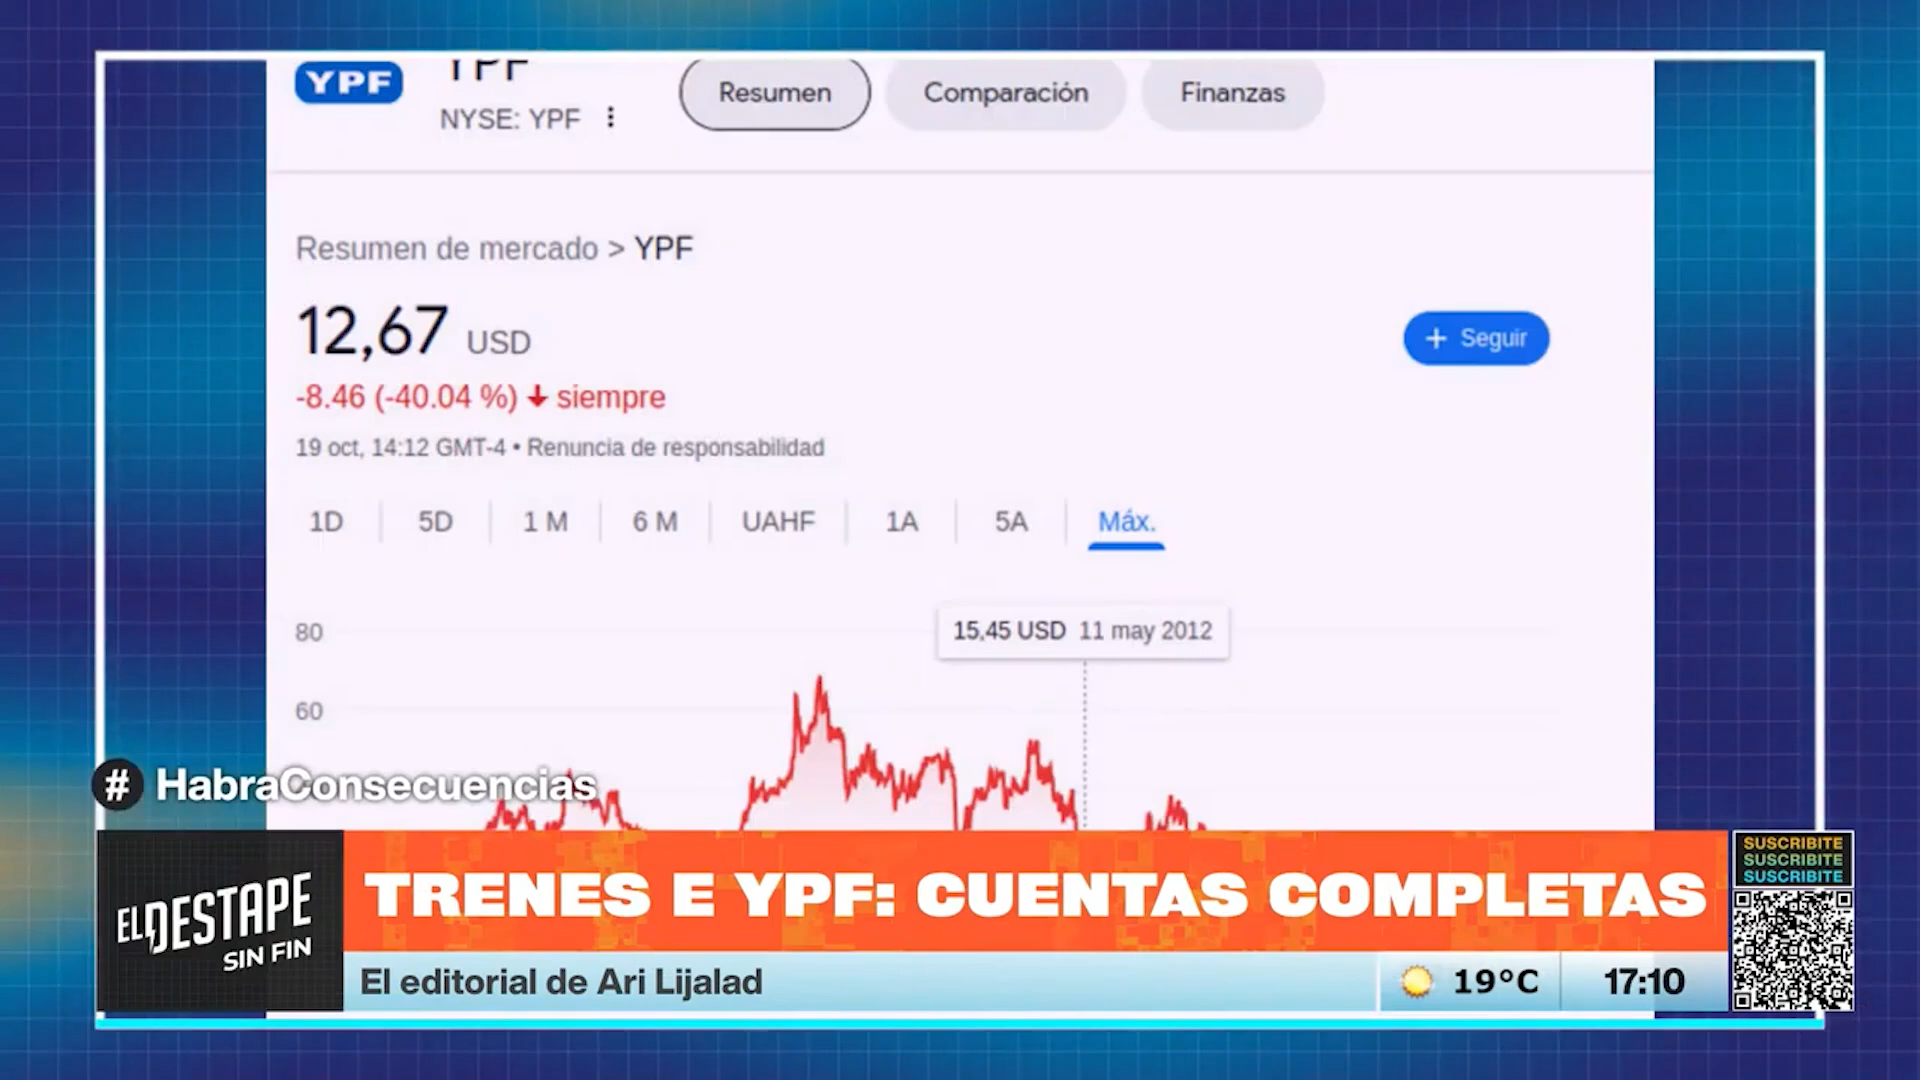 YPF
YPF
NYSE: YPF
Resumen
Comparación
Finanzas
Resumen de mercado > YPF
12,67 USD
+ Seguir
-8.46 (-40.04 %) ↓ siempre
19 oct, 14:12 GMT-4 • Renuncia de responsabilidad
1D
5D
1 M
6 M
UAHF
1A
5A
Máx.
15,45 USD 11 may 2012
80
60
# HabraConsecuencias
EL DESTAPE
SIN FIN
TRENES E YPF: CUENTAS COMPLETAS
El editorial de Ari Lijalad
19°C
17:10
SUSCRIBITE
SUSCRIBITE
SUSCRIBITE